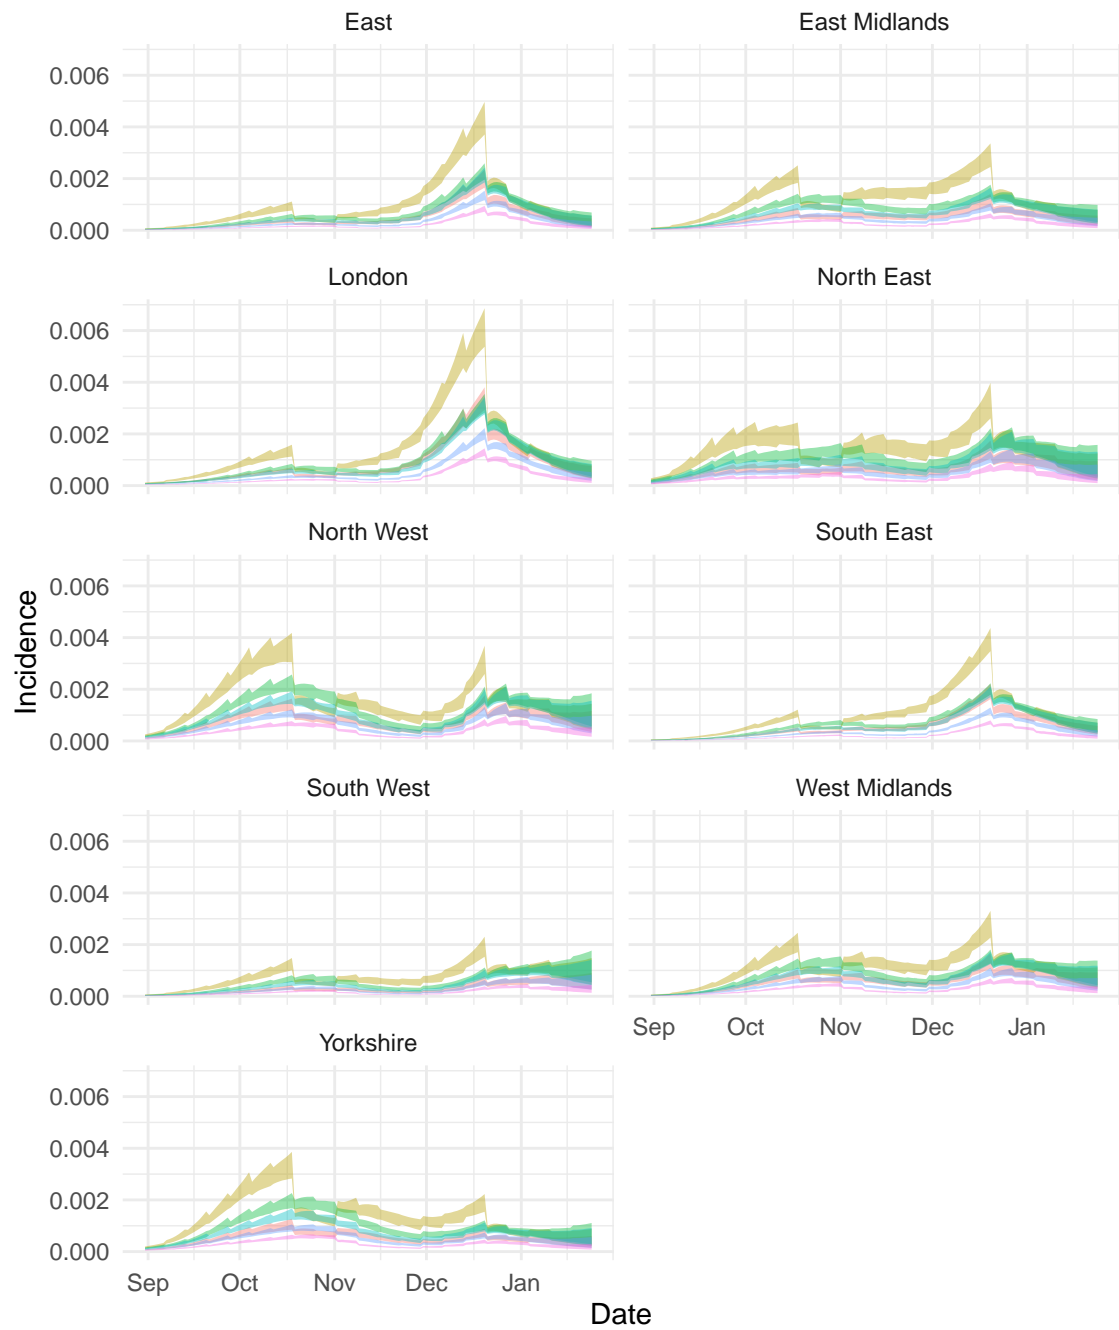 East
East Midlands
0.006
0.004
0.002
0.000
London
North East
0.006
0.004
0.002
0.000
North West
South East
0.006
0.004
0.002
0.000
Incidence
South West
West Midlands
0.006
0.004
0.002
0.000
Sep Oct Nov Dec Jan
Yorkshire
0.006
0.004
0.002
0.000
Sep Oct Nov Dec Jan
Date